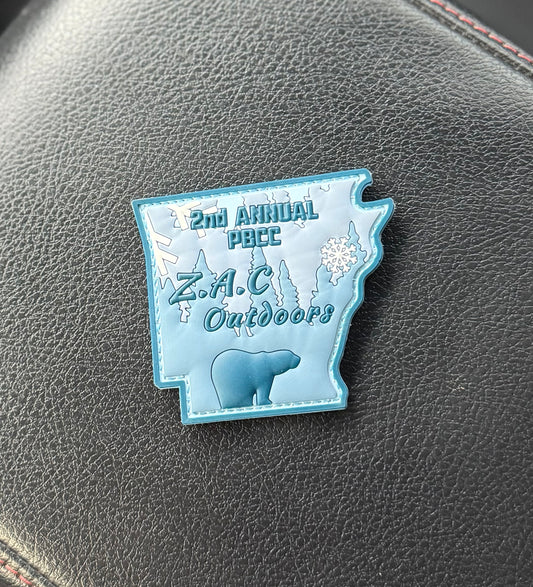 2nd ANNUAL
PBCC
Z.A.C
Outdoors